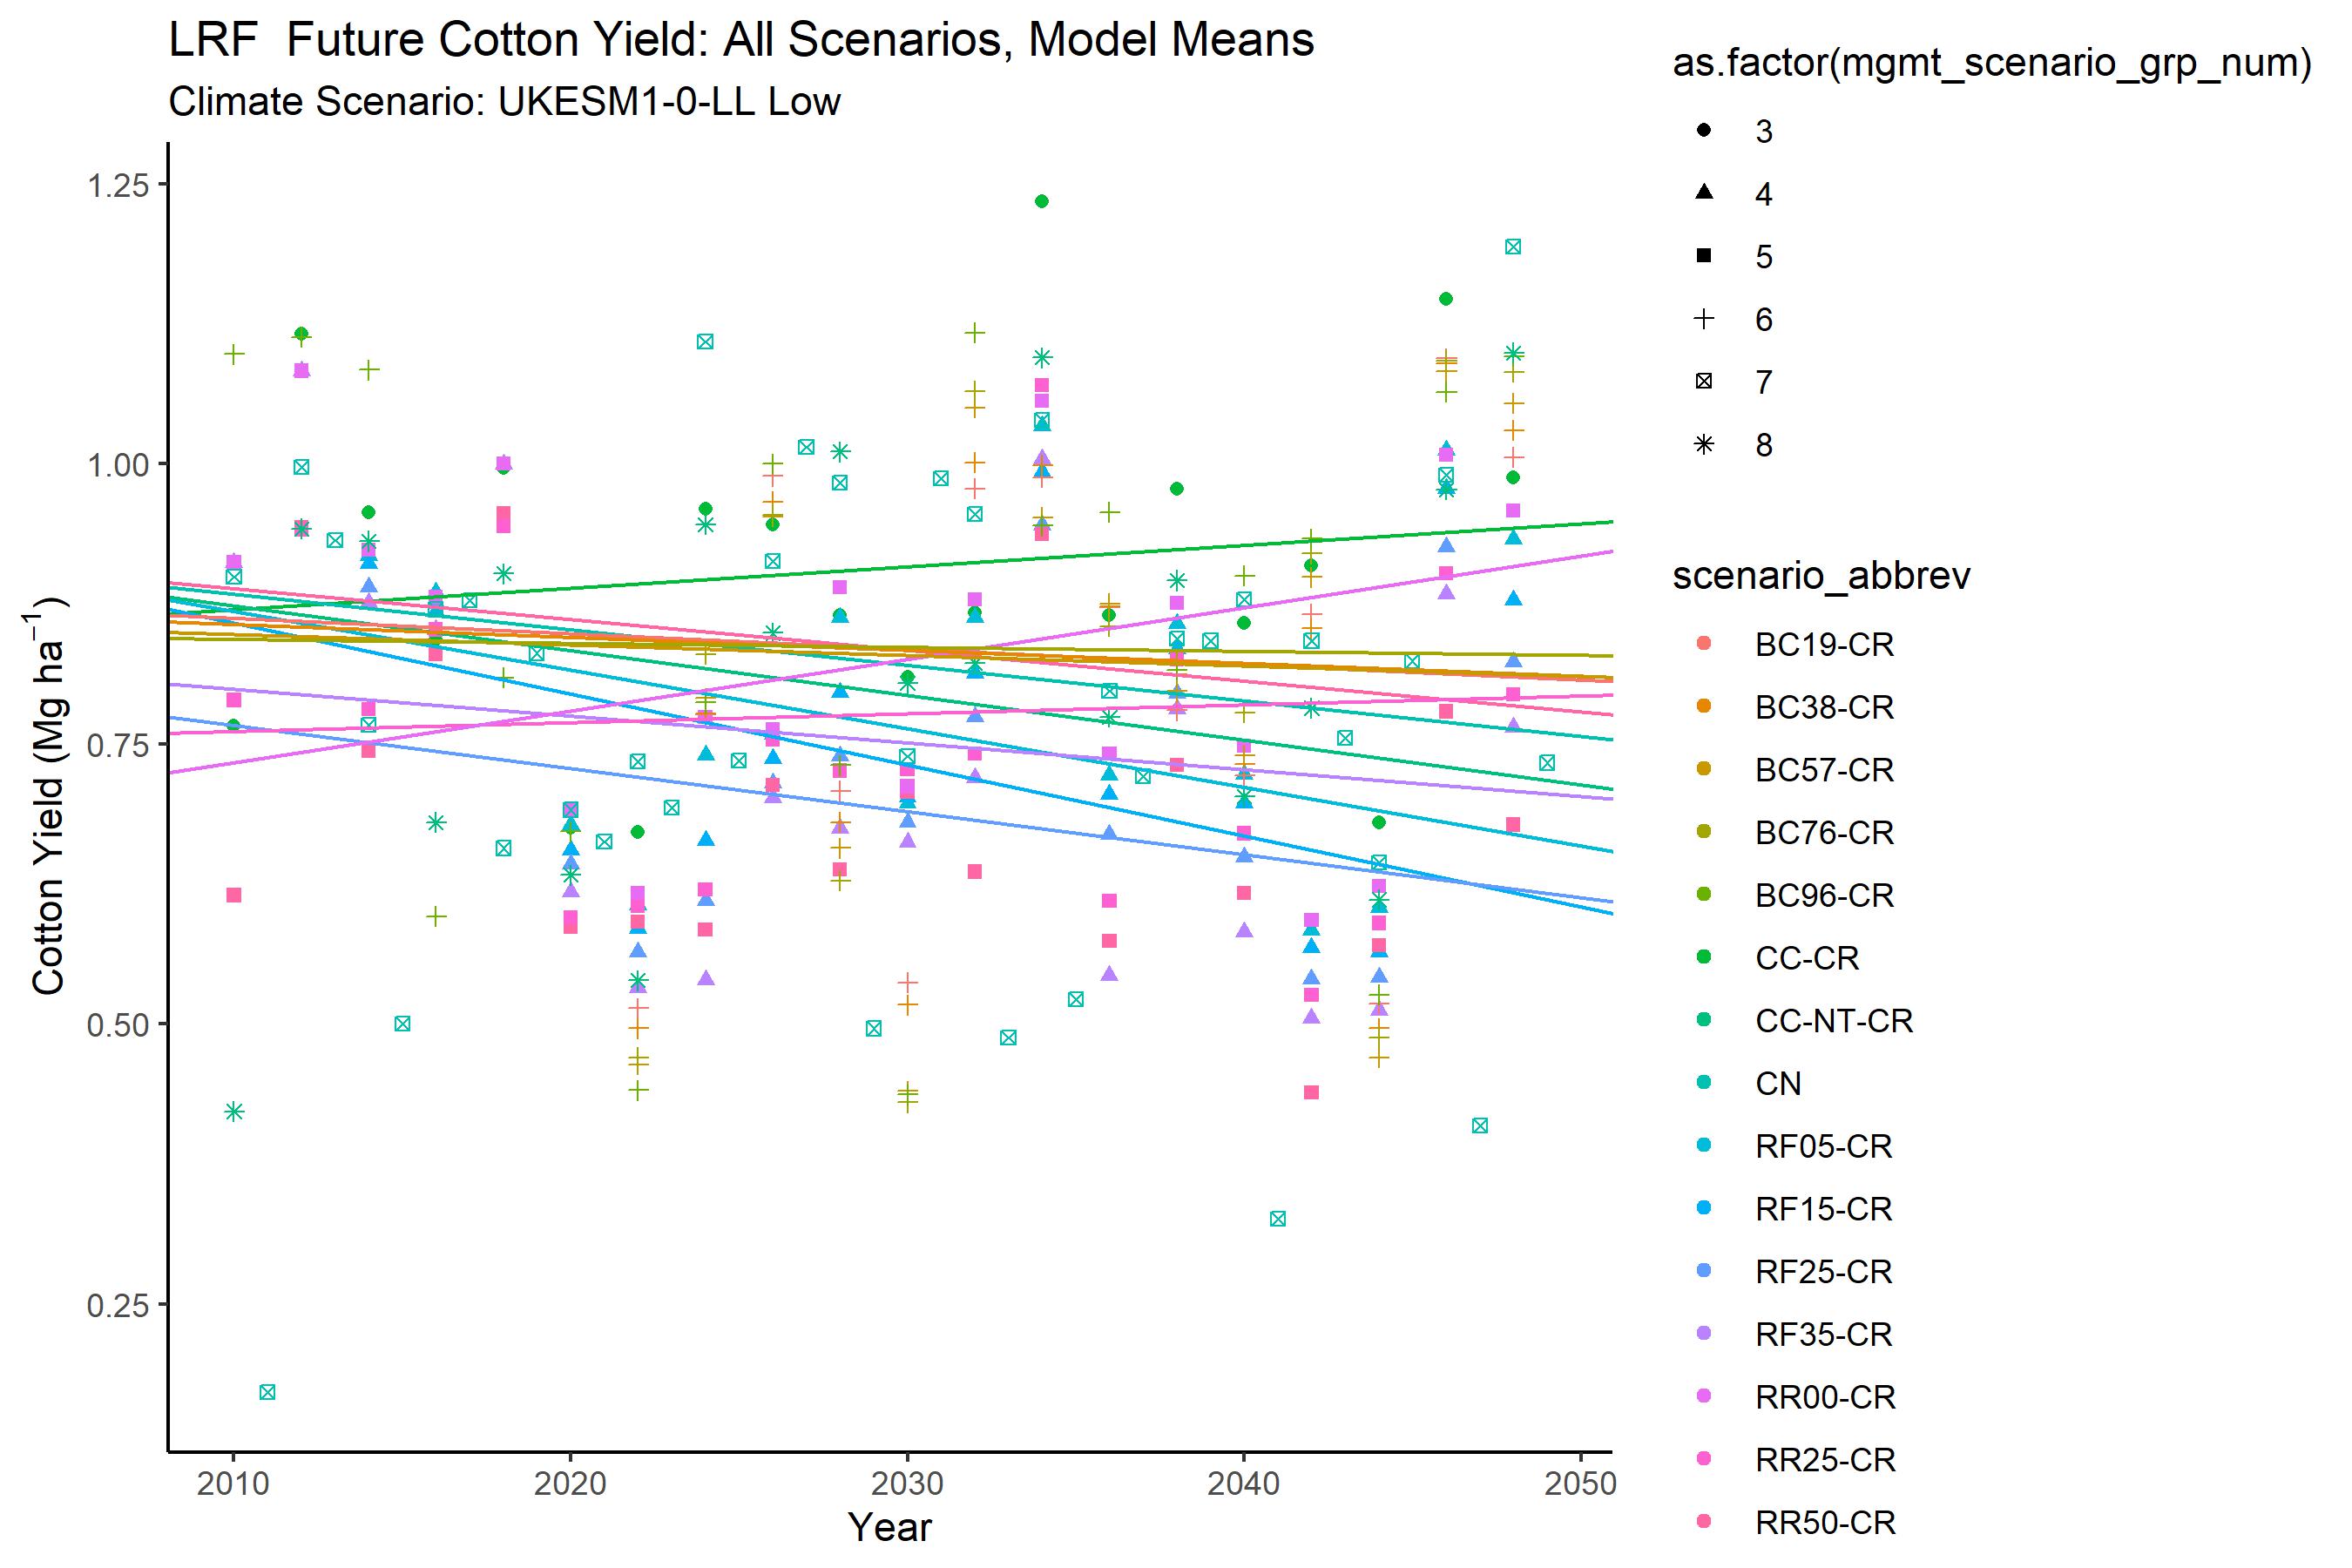 LRF  Future Cotton Yield: All Scenarios, Model Means
Climate Scenario: UKESM1-0-LL Low
Cotton Yield (Mg ha⁻¹)
1.25
1.00
0.75
0.50
0.25
2010
2020
2030
2040
2050
Year
as.factor(mgmt_scenario_grp_num)
3
4
5
6
7
8
scenario_abbrev
BC19-CR
BC38-CR
BC57-CR
BC76-CR
BC96-CR
CC-CR
CC-NT-CR
CN
RF05-CR
RF15-CR
RF25-CR
RF35-CR
RR00-CR
RR25-CR
RR50-CR